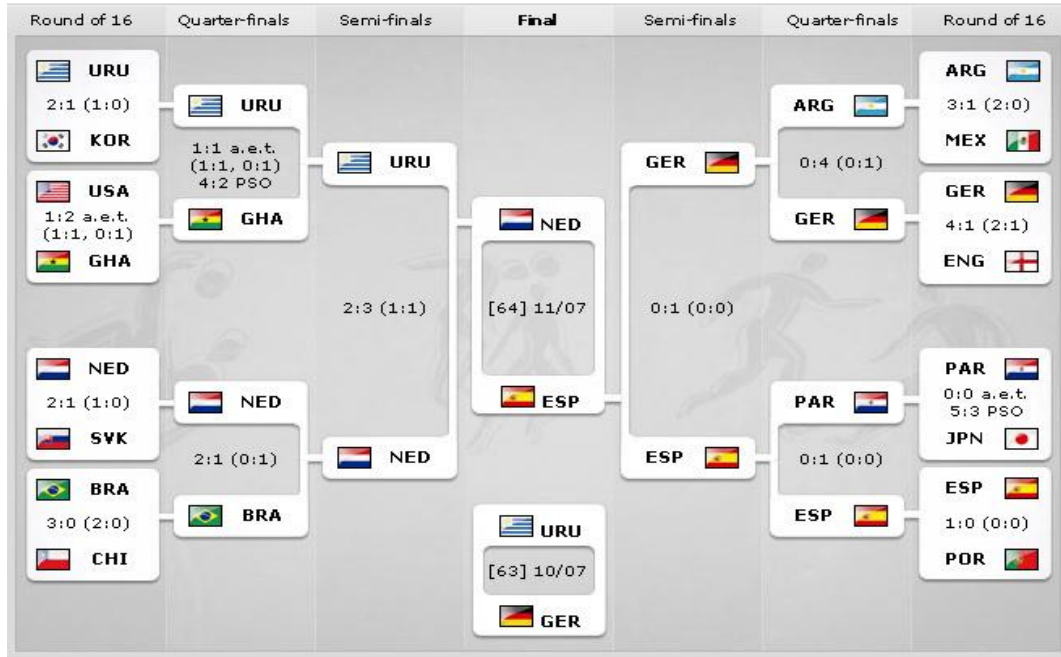 Round of 16 Quarter-finals Semi-finals Final Semi-finals Quarter-finals Round of 16
URU
2:1 (1:0)
KOR
USA
1:2 a.e.t.
(1:1, 0:1)
GHA
NED
2:1 (1:0)
SVK
BRA
3:0 (2:0)
CHI
URU
1:1 a.e.t.
(1:1, 0:1)
4:2 PSO
GHA
NED
2:1 (0:1)
BRA
URU
2:3 (1:1)
NED
NED
[64] 11/07
ESP
URU
[63] 10/07
GER
GER
0:1 (0:0)
ESP
ARG
0:4 (0:1)
GER
PAR
0:1 (0:0)
ESP
ARG
3:1 (2:0)
MEX
GER
4:1 (2:1)
ENG
PAR
0:0 a.e.t.
5:3 PSO
JPN
ESP
1:0 (0:0)
POR